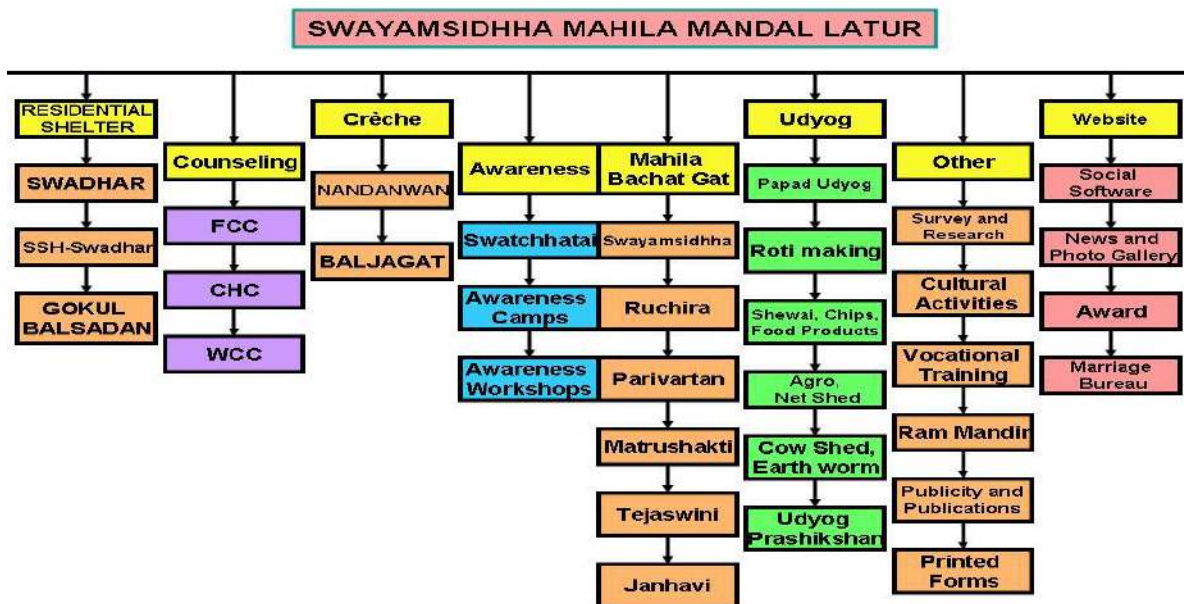 SWAYAMSIDHHA MAHILA MANDAL LATUR
RESIDENTIAL
SHELTER
SWADHAR
SSH-Swadhar
GOKUL
BALSADAN
Counseling
FCC
CHC
WCC
Crèche
NANDANWAN
BALJAGAT
Awareness
Swatchhatai
Awareness
Camps
Awareness
Workshops
Mahila
Bachat Gat
Swayamsidhha
Ruchira
Parivartan
Matrushakti
Tejaswini
Janhavi
Udyog
Papad Udyog
Roti making
Shewai, Chips,
Food Products
Agro,
Net Shed
Cow Shed,
Earth worm
Udyog
Prashikshan
Other
Survey and
Research
Cultural
Activities
Vocational
Training
Ram Mandir
Publicity and
Publications
Printed
Forms
Website
Social
Software
News and
Photo Gallery
Award
Marriage
Bureau